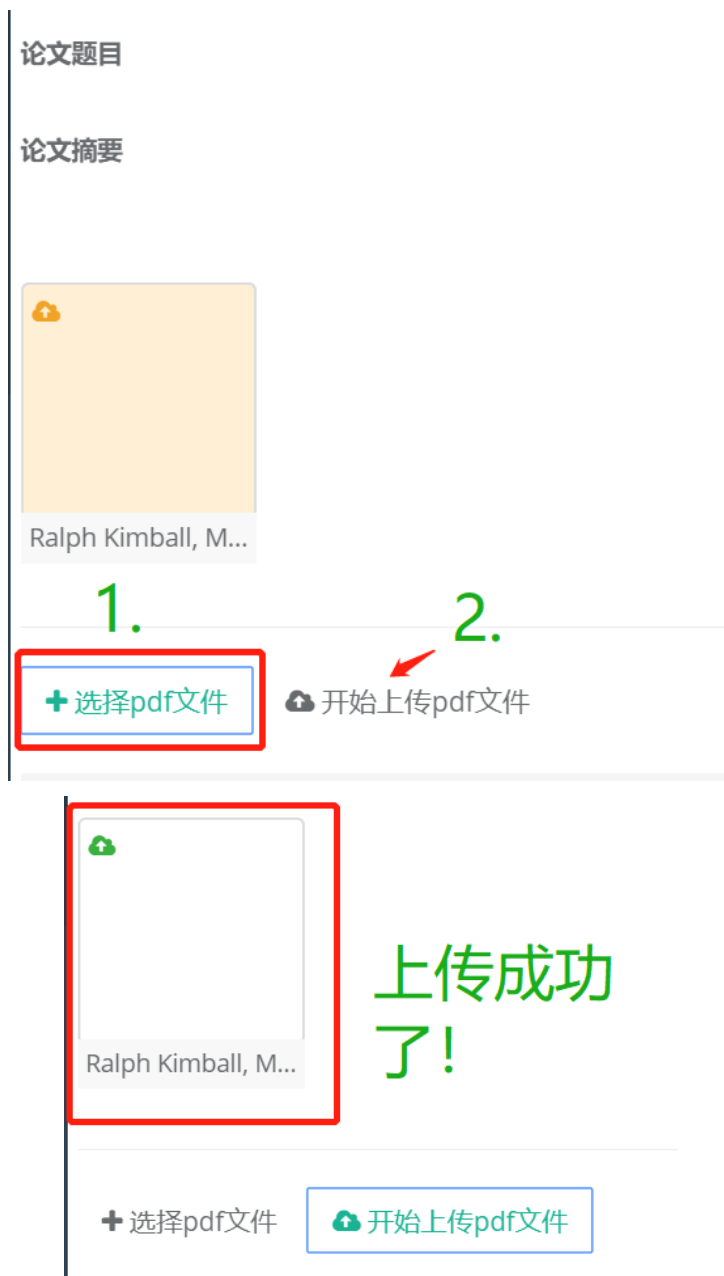 论文题目
论文摘要
Ralph Kimball, M...
1.
2.
选择pdf文件
开始上传pdf文件
上传成功
了!
Ralph Kimball, M...
选择pdf文件
开始上传pdf文件